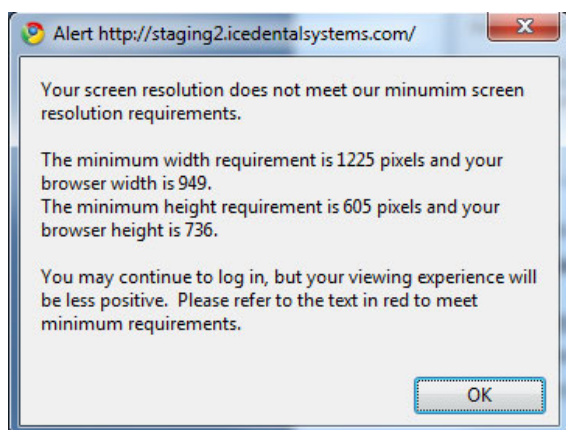 Alert http://staging2.icedentalsystems.com/
Your screen resolution does not meet our minumim screen
resolution requirements.
The minimum width requirement is 1225 pixels and your
browser width is 949.
The minimum height requirement is 605 pixels and your
browser height is 736.
You may continue to log in, but your viewing experience will
be less positive.  Please refer to the text in red to meet
minimum requirements.
OK